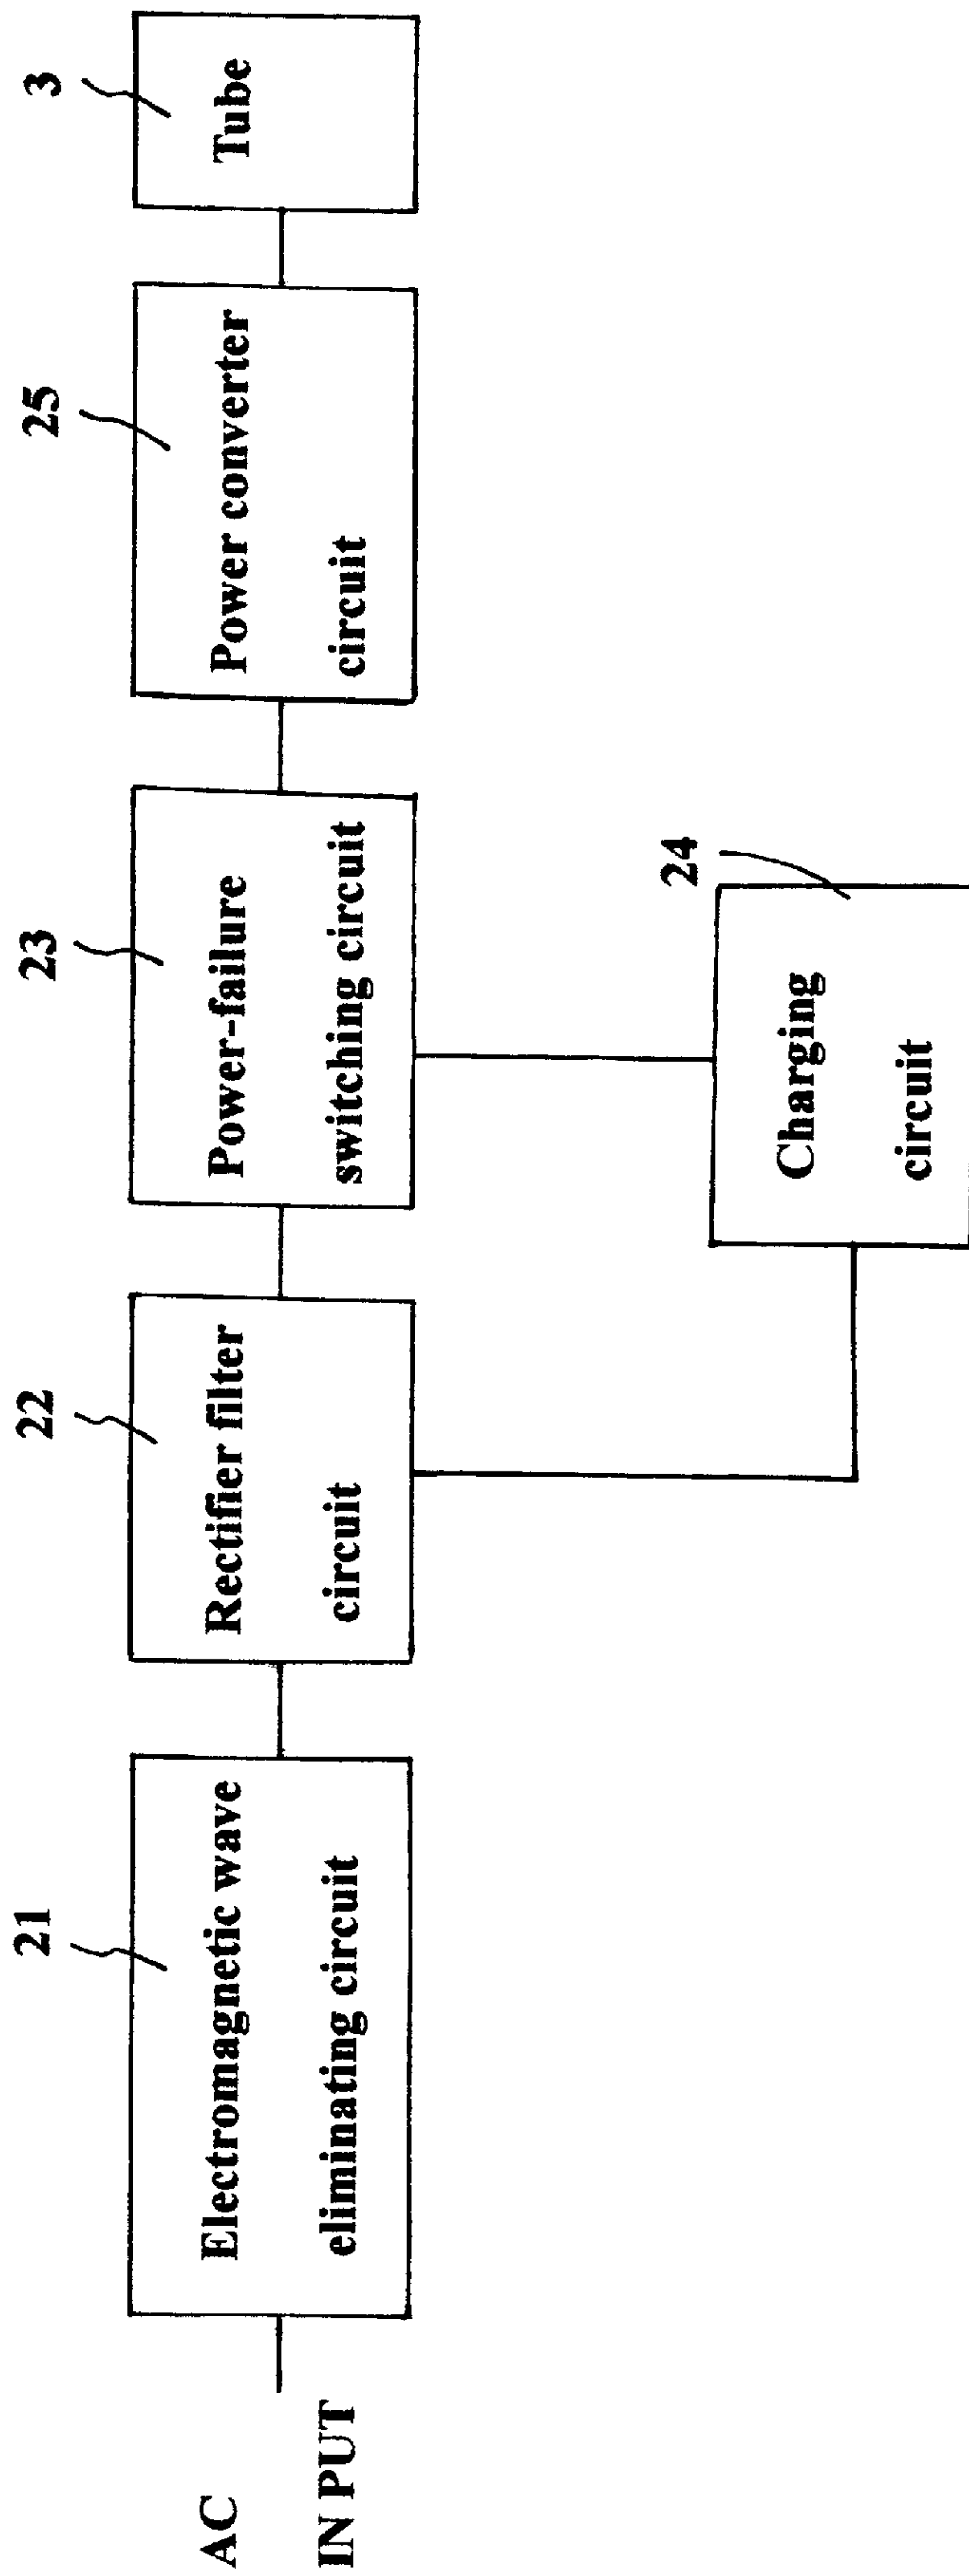 AC
IN PUT
21
Electromagnetic wave
eliminating circuit
22
Rectifier filter
circuit
23
Power-failure
switching circuit
24
Charging
circuit
25
Power converter
circuit
3
Tube